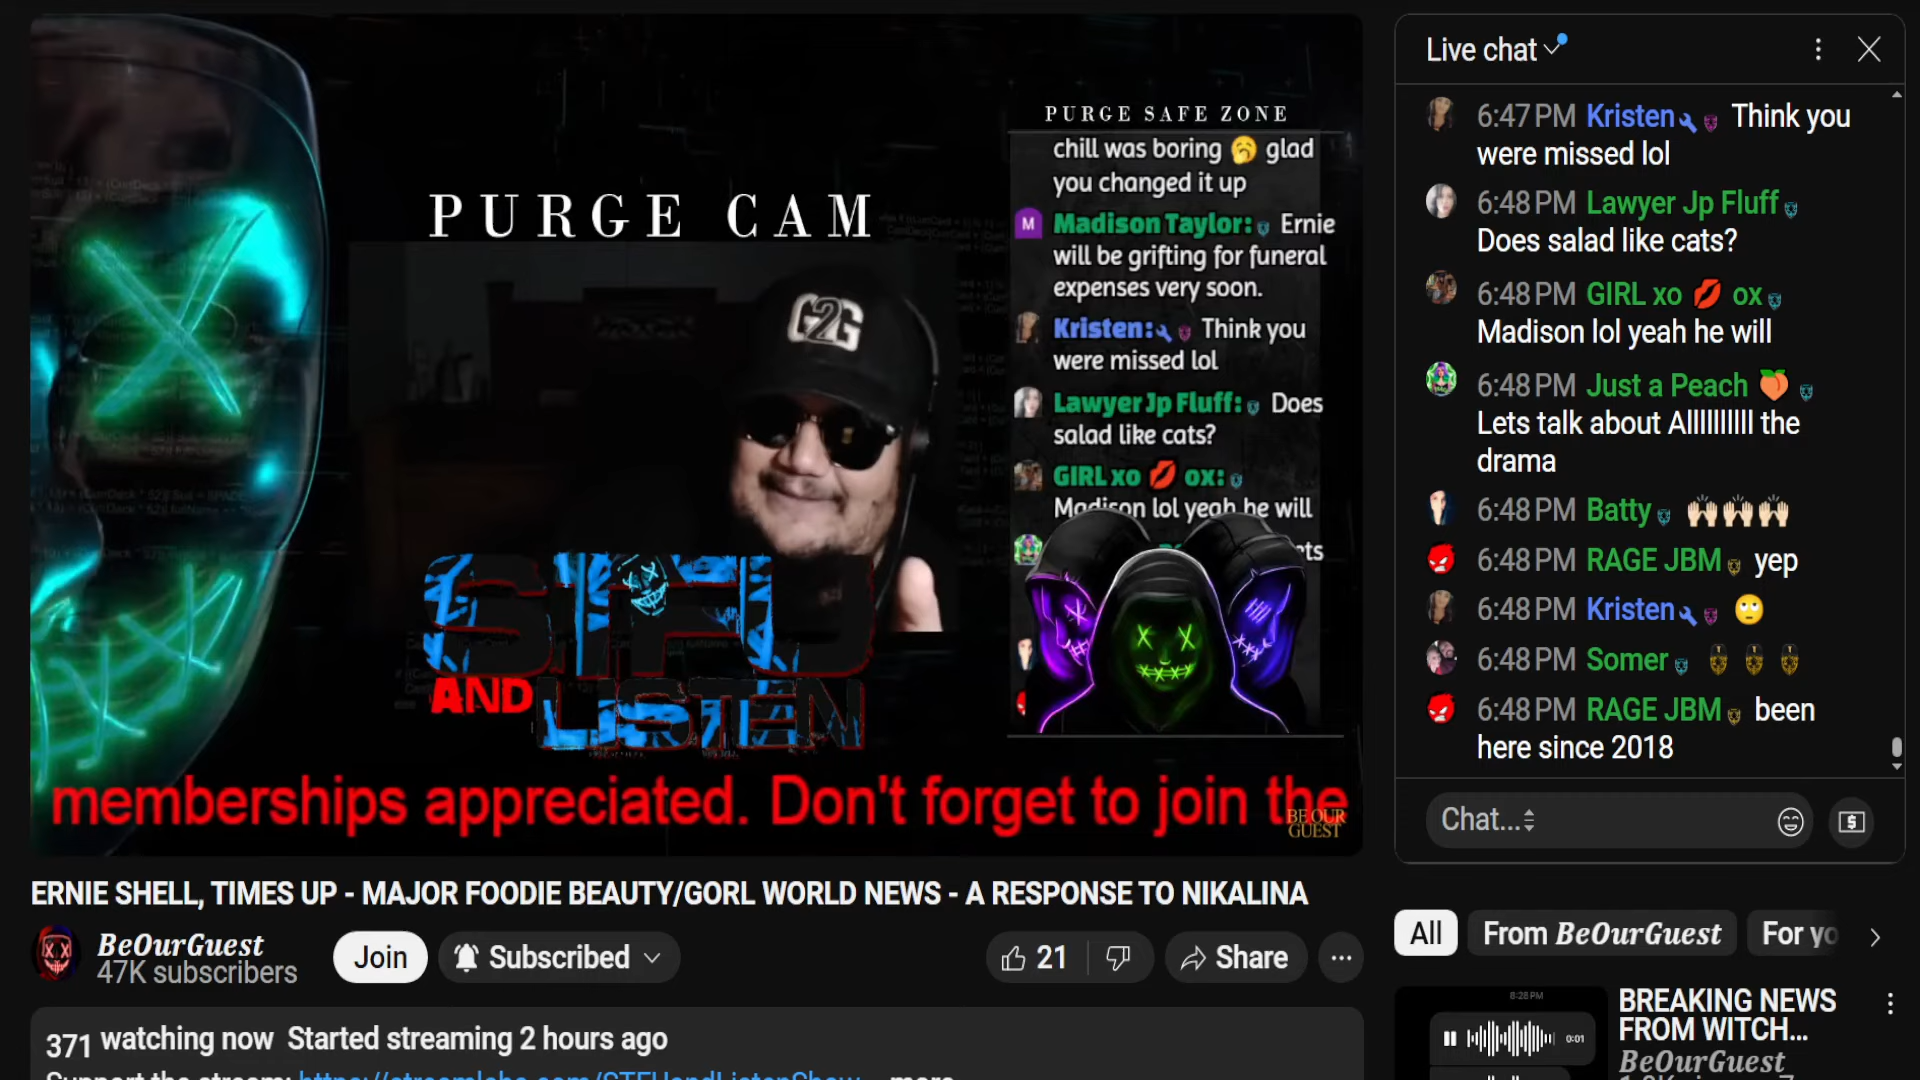 PURGE CAM
G2G
STFU
AND LISTEN
memberships appreciated. Don't forget to join the
BE OUR
GUEST
PURGE SAFE ZONE
chill was boring 🥱 glad
you changed it up
M Madison Taylor: Ernie
will be grifting for funeral
expenses very soon.
Kristen: Think you
were missed lol
Lawyer Jp Fluff: Does
salad like cats?
GIRL xo 💋 ox:
Madison lol yeah he will
ERNIE SHELL, TIMES UP - MAJOR FOODIE BEAUTY/GORL WORLD NEWS - A RESPONSE TO NIKALINA
BeOurGuest
47K subscribers
Join
Subscribed
21
Share
371 watching now Started streaming 2 hours ago
Live chat
6:47 PM Kristen Think you
were missed lol
6:48 PM Lawyer Jp Fluff
Does salad like cats?
6:48 PM GIRL xo 💋 ox
Madison lol yeah he will
6:48 PM Just a Peach 🍑
Lets talk about Allllllllll the
drama
6:48 PM Batty 🙌🏻🙌🏻🙌🏻
6:48 PM RAGE JBM yep
6:48 PM Kristen 🙄
6:48 PM Somer
6:48 PM RAGE JBM been
here since 2018
Chat...
All
From BeOurGuest
For yo
8:28 PM
0:01
BREAKING NEWS
FROM WITCH...
BeOurGuest